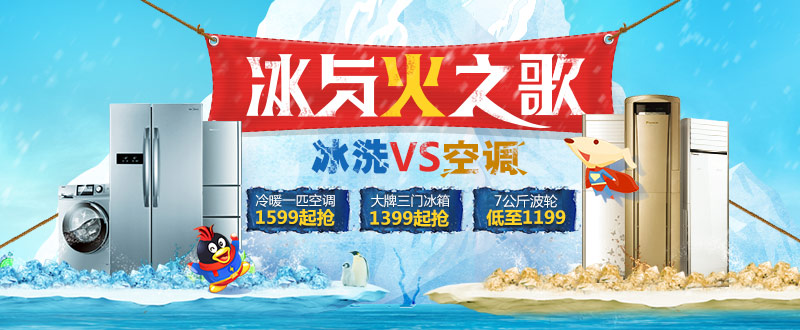 冰与火之歌
冰洗VS空调
冷暖一匹空调
1599起抢
大牌三门冰箱
1399起抢
7公斤波轮
低至1199